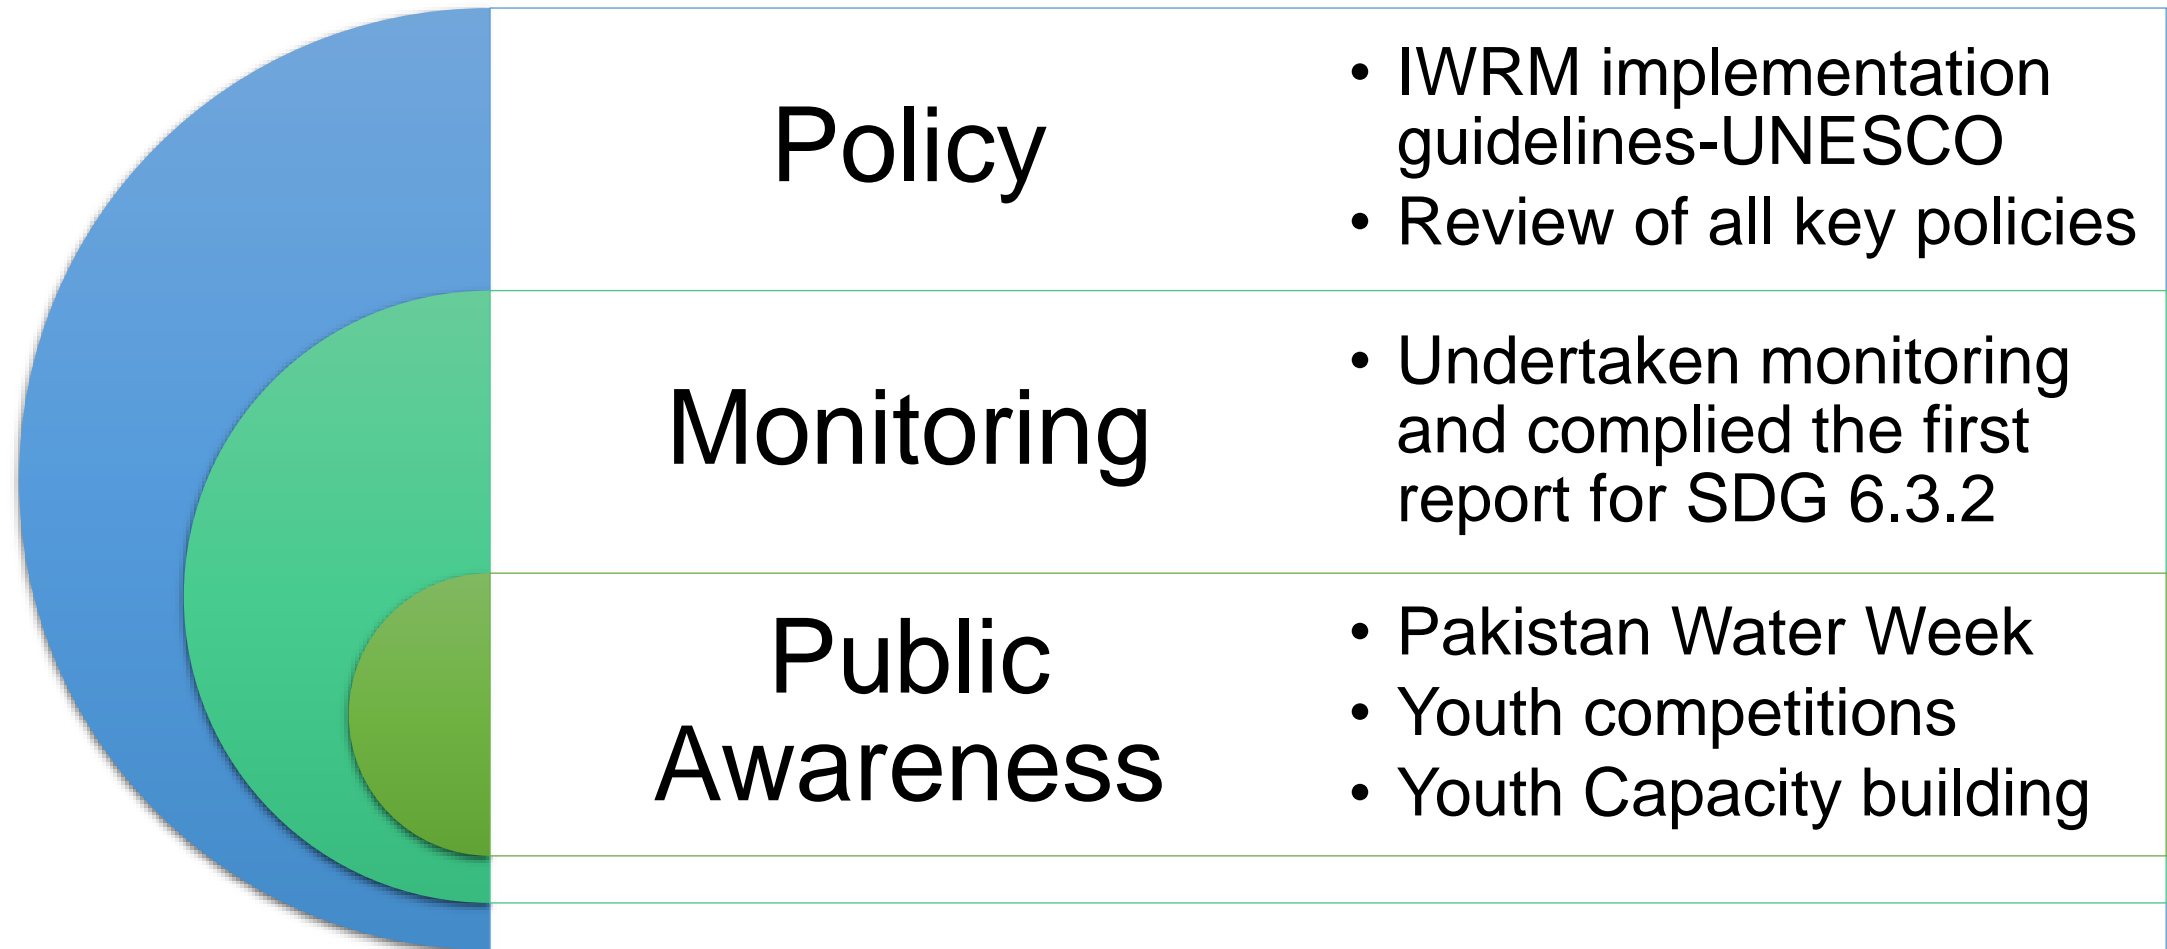 Policy
• IWRM implementation
guidelines-UNESCO
• Review of all key policies
Monitoring
• Undertaken monitoring
and complied the first
report for SDG 6.3.2
Public
Awareness
• Pakistan Water Week
• Youth competitions
• Youth Capacity building